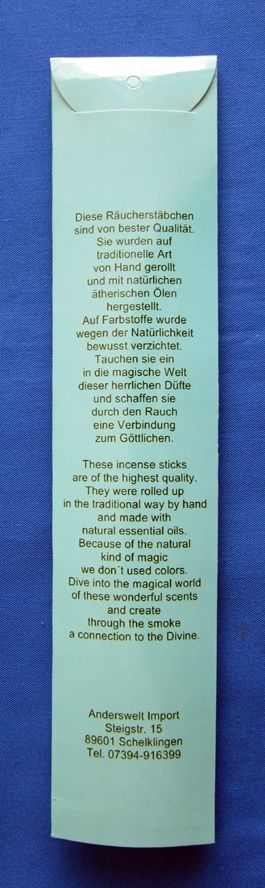 Diese Räucherstäbchen
sind von bester Qualität.
Sie wurden auf
traditionelle Art
von Hand gerollt
und mit natürlichen
ätherischen Ölen
hergestellt.
Auf Farbstoffe wurde
wegen der Natürlichkeit
bewusst verzichtet.
Tauchen sie ein
in die magische Welt
dieser herrlichen Düfte
und schaffen sie
durch den Rauch
eine Verbindung
zum Göttlichen.
These incense sticks
are of the highest quality.
They were rolled up
in the traditional way by hand
and made with
natural essential oils.
Because of the natural
kind of magic
we don´t used colors.
Dive into the magical world
of these wonderful scents
and create
through the smoke
a connection to the Divine.
Anderswelt Import
Steigstr. 15
89601 Schelklingen
Tel. 07394-916399